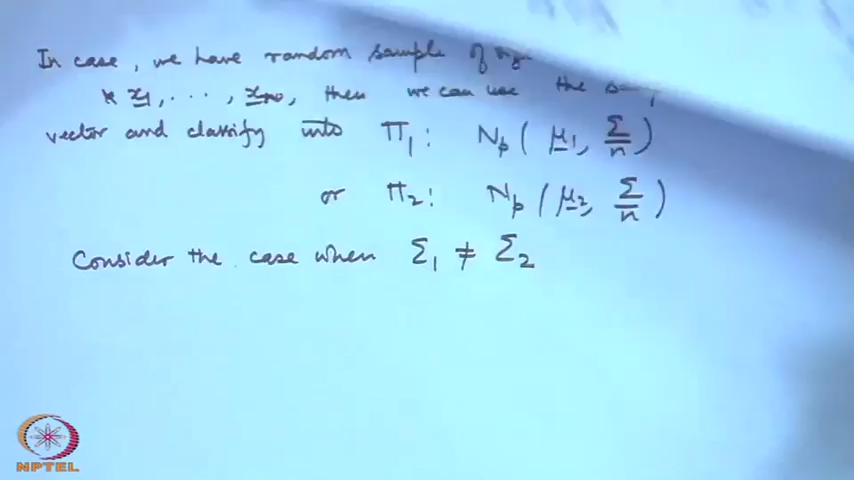 In case, we have random sample of
x1, . . . , xn, then we can use the
vector and classify into Π1: Np(μ1, Σ/n)
or Π2: Np(μ2, Σ/n)
Consider the case when Σ1 ≠ Σ2
NPTEL